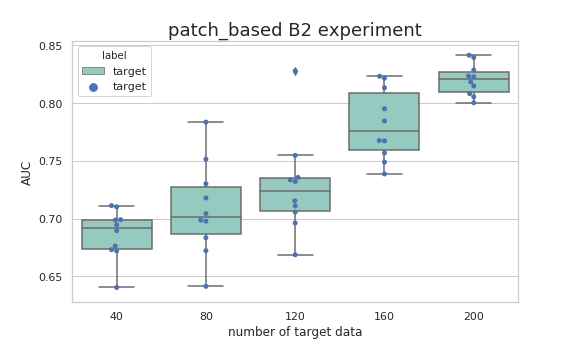 patch_based B2 experiment
label
target
target
AUC
0.85
0.80
0.75
0.70
0.65
40 80 120 160 200
number of target data